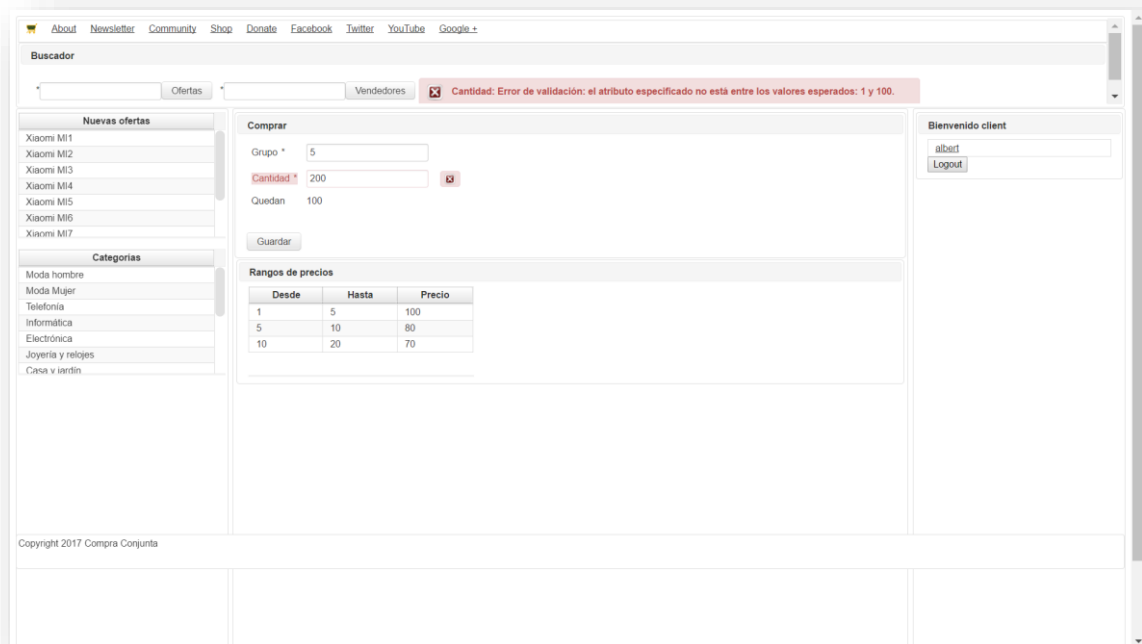 About Newsletter Community Shop Donate Facebook Twitter YouTube Google +
Buscador
* Ofertas * Vendedores Cantidad: Error de validación: el atributo especificado no está entre los valores esperados: 1 y 100.
Nuevas ofertas
Xiaomi MI1
Xiaomi MI2
Xiaomi MI3
Xiaomi MI4
Xiaomi MI5
Xiaomi MI6
Xiaomi MI7
Categorias
Moda hombre
Moda Mujer
Telefonía
Informática
Electrónica
Joyería y relojes
Casa y jardín
Comprar
Grupo * 5
Cantidad * 200
Quedan 100
Guardar
Rangos de precios
Desde Hasta Precio
1 5 100
5 10 80
10 20 70
Bienvenido client
albert
Logout
Copyright 2017 Compra Conjunta